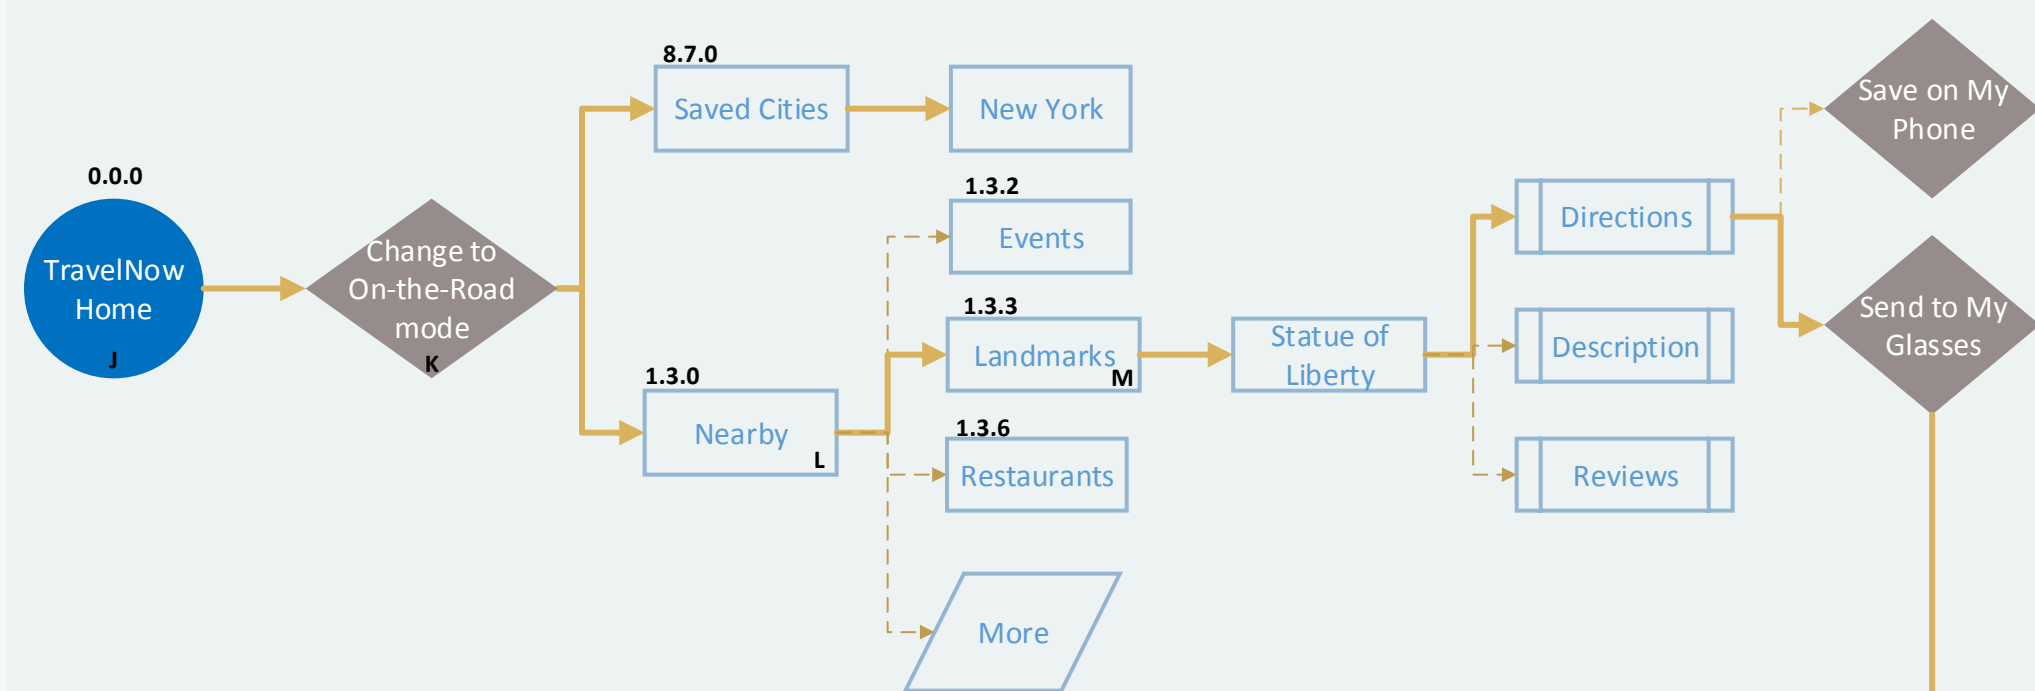 0.0.0
TravelNow
Home
J
Change to
On-the-Road
mode
K
8.7.0
Saved Cities
New York
1.3.0
Nearby
L
1.3.2
Events
1.3.3
Landmarks
M
1.3.6
Restaurants
More
Statue of
Liberty
Directions
Description
Reviews
Save on My
Phone
Send to My
Glasses